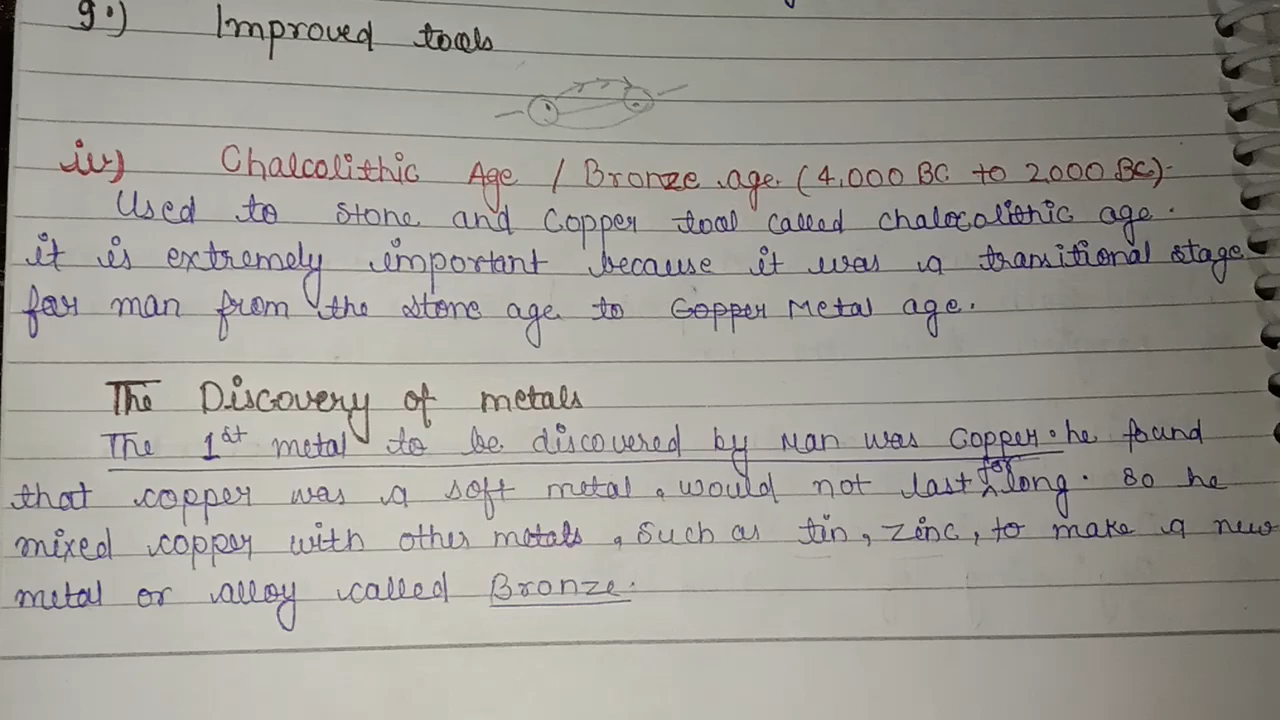 9.) Improved tools
iv) Chalcolithic Age / Bronze age. (4,000 BC to 2,000 BC)-
Used to stone and Copper tool called chalocolithic age.
it is extremely important because it was a transitional stage
for man from the stone age to Copper Metal age.
The Discovery of metals
The 1st metal to be discovered by Man was Copper. he found
that copper was a soft metal, would not last for long. So he
mixed copper with other metals, such as tin, zinc, to make a new
metal or alloy called Bronze.